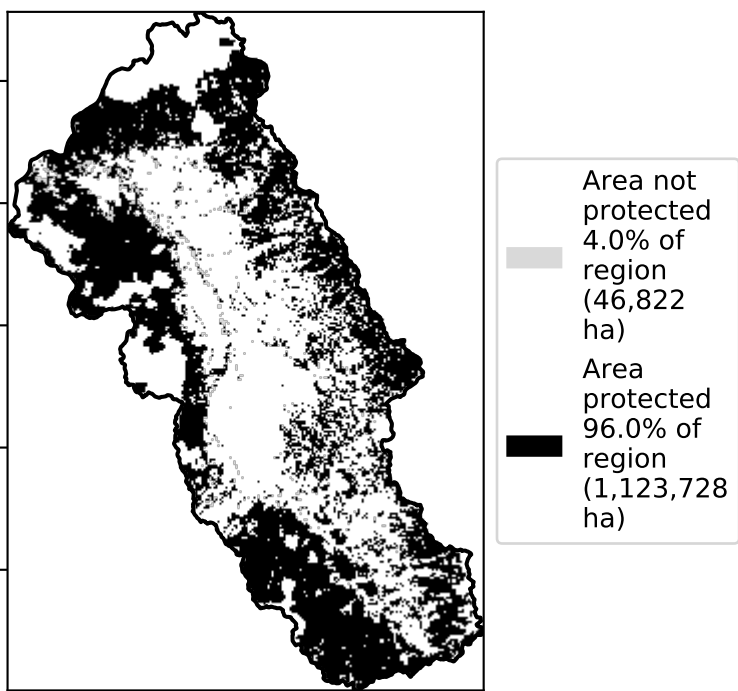 Area not
protected
4.0% of
region
(46,822
ha)
Area
protected
96.0% of
region
(1,123,728
ha)